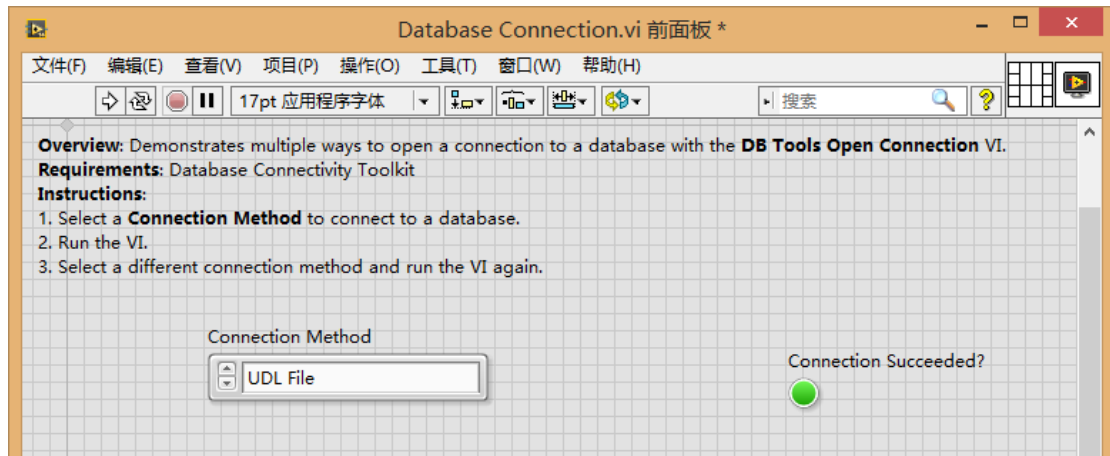 Database Connection.vi 前面板 *
文件(F) 编辑(E) 查看(V) 项目(P) 操作(O) 工具(T) 窗口(W) 帮助(H)
17pt 应用程序字体 搜索
Overview: Demonstrates multiple ways to open a connection to a database with the DB Tools Open Connection VI.
Requirements: Database Connectivity Toolkit
Instructions:
1. Select a Connection Method to connect to a database.
2. Run the VI.
3. Select a different connection method and run the VI again.
Connection Method
Connection Succeeded?
UDL File